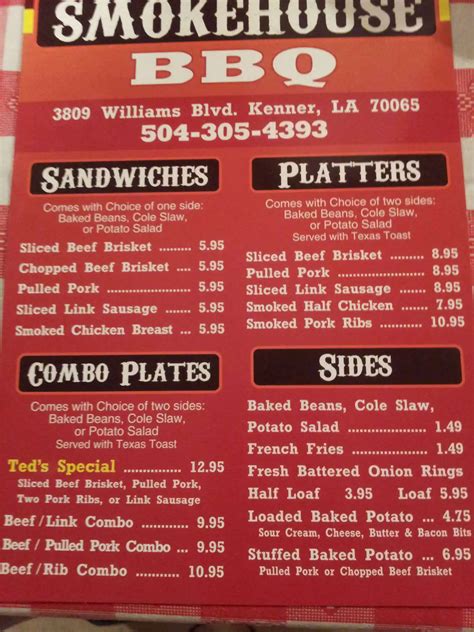 SMOKEHOUSE
BBQ
3809 Williams Blvd. Kenner, LA 70065
504-305-4393
SANDWICHES
Comes with Choice of one side:
Baked Beans, Cole Slaw,
or Potato Salad
Sliced Beef Brisket ......... 5.95
Chopped Beef Brisket .... 5.95
Pulled Pork ..................... 5.95
Sliced Link Sausage ....... 5.95
Smoked Chicken Breast ... 5.95
COMBO PLATES
Comes with Choice of two sides:
Baked Beans, Cole Slaw,
or Potato Salad
Served with Texas Toast
Ted's Special ................. 12.95
Sliced Beef Brisket, Pulled Pork,
Two Pork Ribs, or Link Sausage
Beef/Link Combo ............ 9.95
Beef / Pulled Pork Combo ... 9.95
Beef/Rib Combo ........... 10.95
PLATTERS
Comes with Choice of two sides:
Baked Beans, Cole Slaw,
or Potato Salad
Served with Texas Toast
Sliced Beef Brisket .......... 8.95
Pulled Pork ..................... 8.95
Sliced Link Sausage ........ 8.95
Smoked Half Chicken ..... 7.95
Smoked Pork Ribs ......... 10.95
SIDES
Baked Beans, Cole Slaw,
Potato Salad ................... 1.49
French Fries ................... 1.49
Fresh Battered Onion Rings
Half Loaf 3.95 Loaf 5.95
Loaded Baked Potato ... 4.75
Sour Cream, Cheese, Butter & Bacon Bits
Stuffed Baked Potato ... 6.95
Pulled Pork or Chopped Beef Brisket